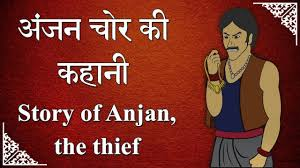 अंजन चोर की
कहानी
Story of Anjan,
the thief